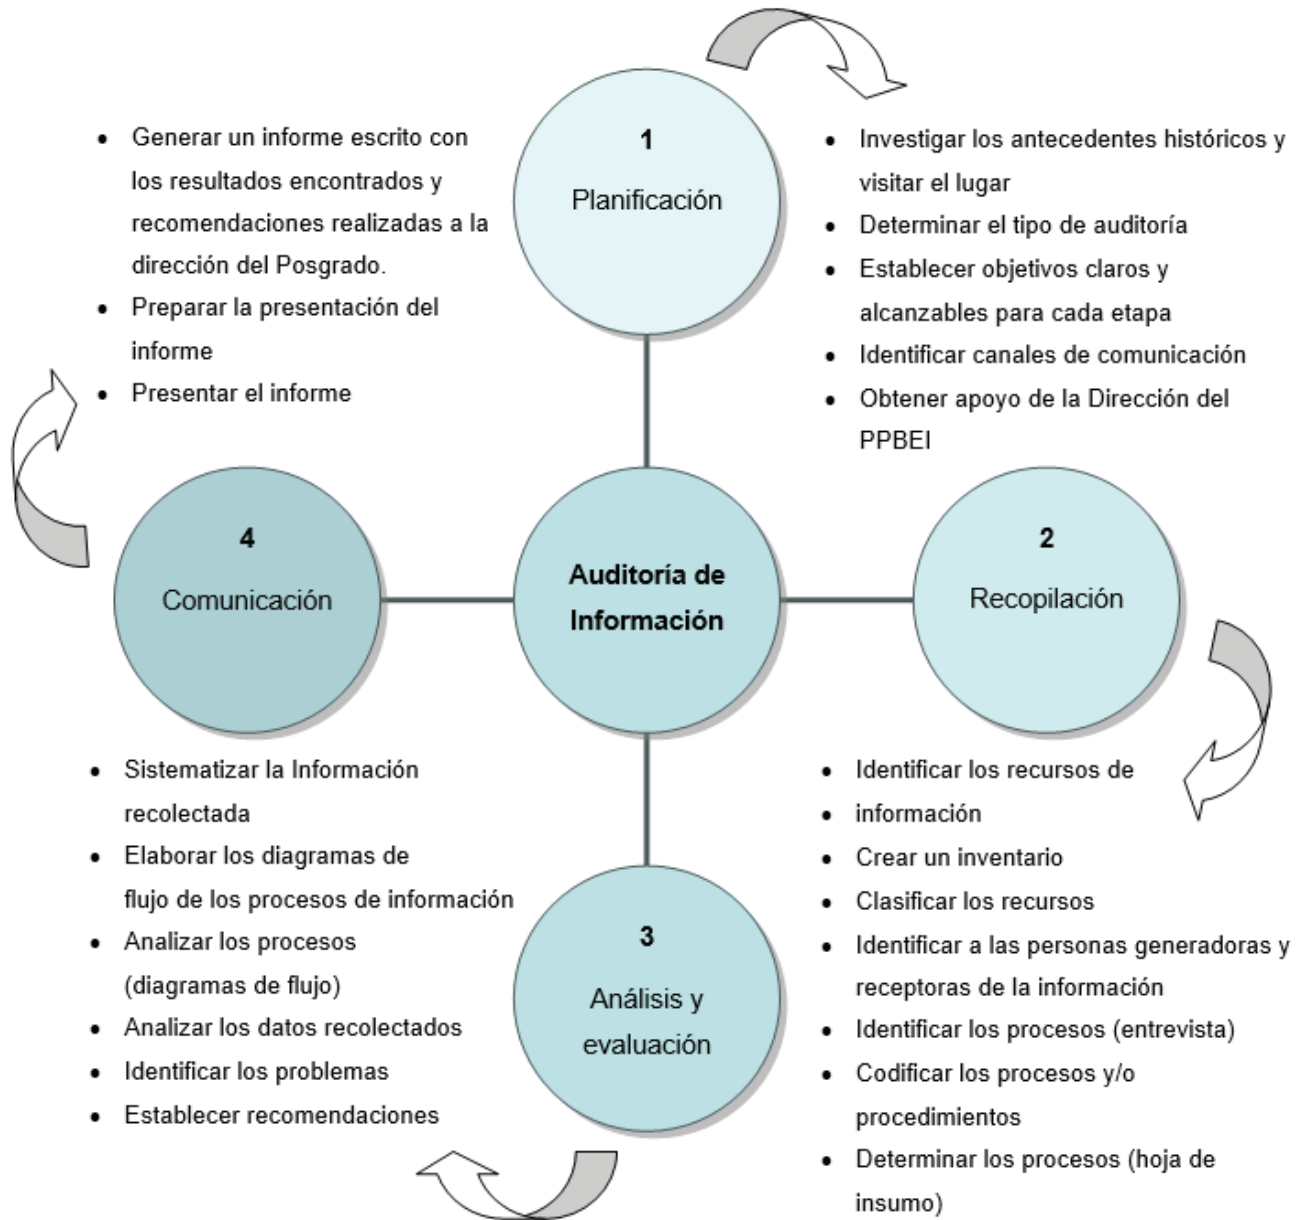 1
Planificación
• Investigar los antecedentes históricos y
visitar el lugar
• Determinar el tipo de auditoría
• Establecer objetivos claros y
alcanzables para cada etapa
• Identificar canales de comunicación
• Obtener apoyo de la Dirección del
PPBEI
Auditoría de
Información
2
Recopilación
• Identificar los recursos de
• información
• Crear un inventario
• Clasificar los recursos
• Identificar a las personas generadoras y
receptoras de la información
• Identificar los procesos (entrevista)
• Codificar los procesos y/o
procedimientos
• Determinar los procesos (hoja de
insumo)
3
Análisis y
evaluación
• Sistematizar la Información
recolectada
• Elaborar los diagramas de
flujo de los procesos de información
• Analizar los procesos
(diagramas de flujo)
• Analizar los datos recolectados
• Identificar los problemas
• Establecer recomendaciones
4
Comunicación
• Generar un informe escrito con
los resultados encontrados y
recomendaciones realizadas a la
dirección del Posgrado.
• Preparar la presentación del
informe
• Presentar el informe